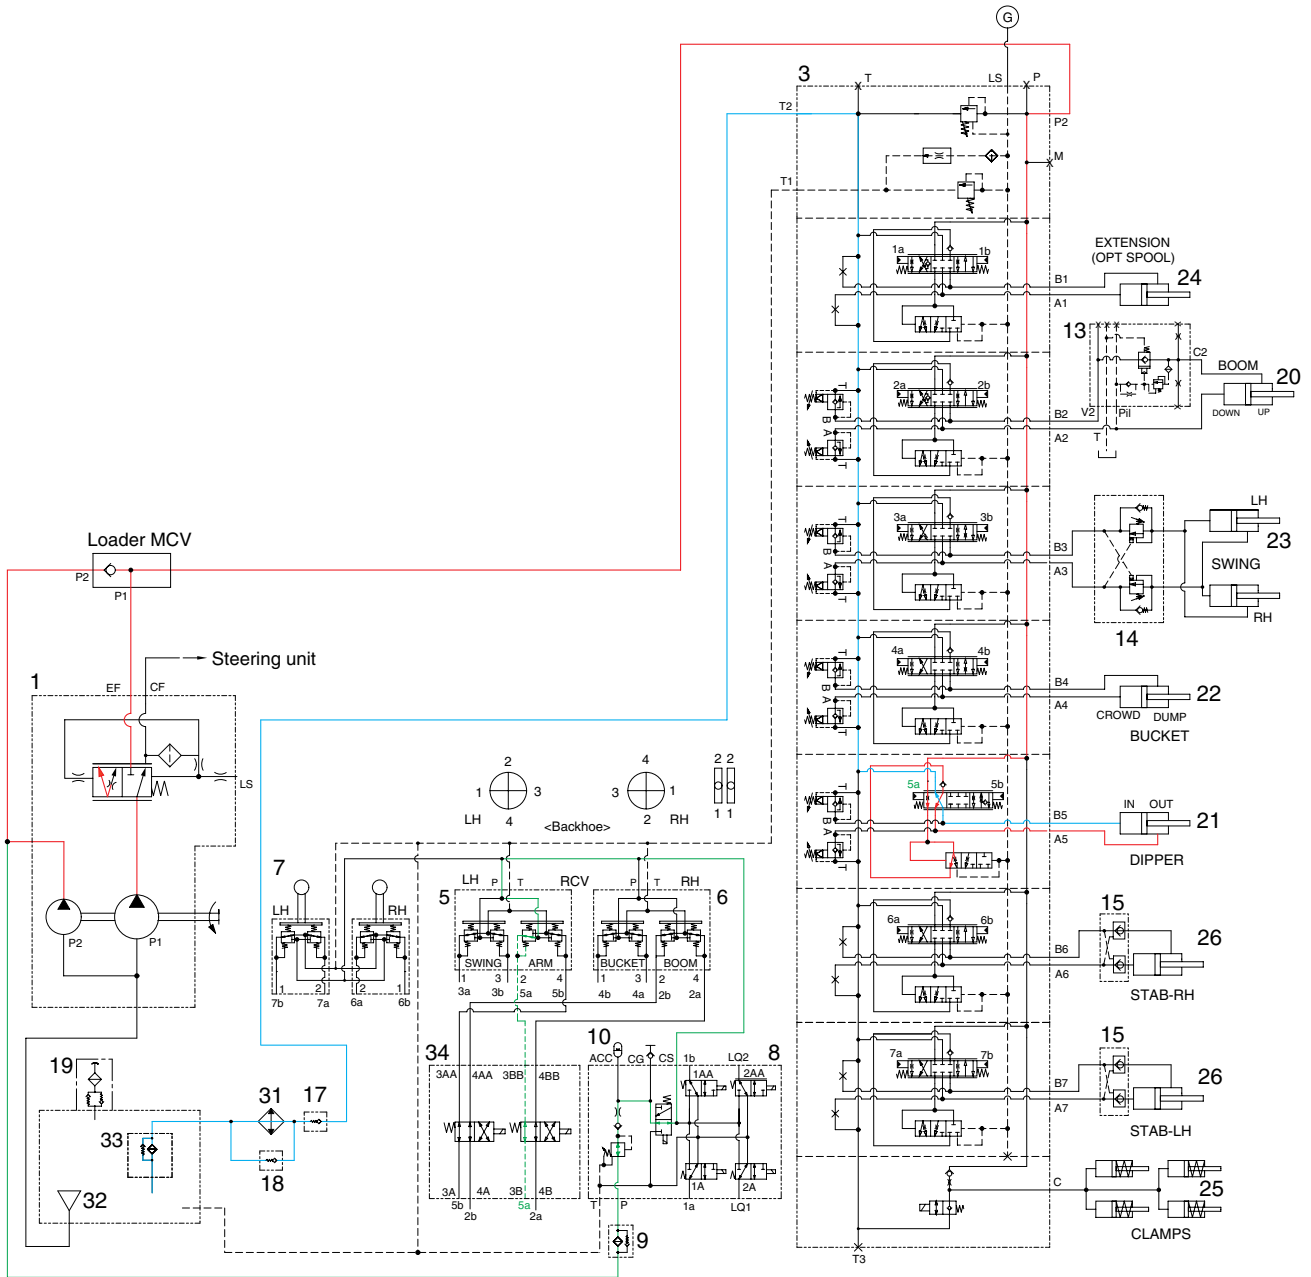 G
3
T
LS
P
T2
P2
M
T1
1a
1b
EXTENSION
(OPT SPOOL)
24
B1
A1
13
C2
BOOM
20
2a
2b
T
B
A
T
B2
A2
V2
Pil
T
DOWN
UP
3a
3b
T
B
A
T
B3
A3
LH
23
SWING
RH
14
Loader MCV
P2
P1
Steering unit
1
EF
CF
LS
4a
4b
T
B
A
T
B4
A4
22
CROWD
DUMP
BUCKET
2
1
3
4
LH
4
3
1
2
RH
2 2
1 1
<Backhoe>
5a
5b
T
B
A
T
B5
A5
IN
OUT
21
DIPPER
7
LH
RH
1
2
2
1
7b
7a
6a
6b
P2
P1
5
LH
P
T
RCV
RH
P
T
6
SWING
ARM
BUCKET
BOOM
1
3
2
4
1
3
2
4
3a
3b
5a
5b
4b
4a
2b
2a
6a
6b
15
26
B6
A6
STAB-RH
34
3AA
4AA
3BB
4BB
3A
4A
3B
4B
5b
2b
5a
2a
10
ACC
CG
CS
1b
LQ2
8
1AA
2AA
1A
2A
T
P
1a
LQ1
9
19
31
17
33
18
32
7a
7b
15
26
B7
A7
STAB-LH
C
25
CLAMPS
T3